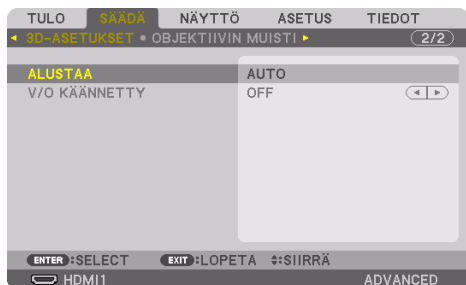 TULO SÄÄDÄ NÄYTTÖ ASETUS TIEDOT
3D-ASETUKSET • OBJEKTIIVIN MUISTI 2/2
ALUSTAA AUTO
V/O KÄÄNNETTY OFF
ENTER:SELECT EXIT:LOPETA :SIIRRÄ
HDMI1 ADVANCED